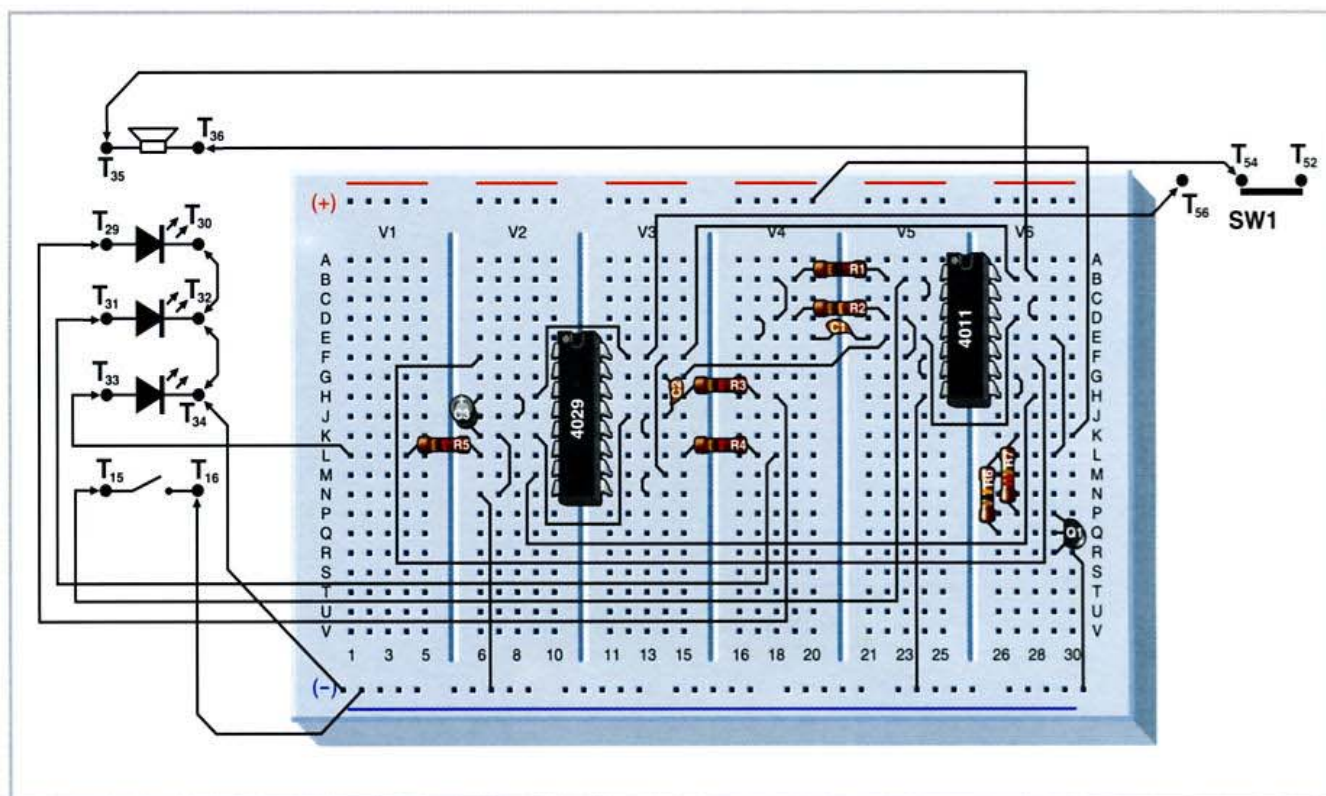 T36
T35
T54 T52
T56
SW1
(+)
T29 T30
T31 T32
T33 T34
T15 T16
V1 V2 V3 V4 V5 V6
A A
B B
C C
D D
E E
F F
G G
H H
J J
K K
L L
M M
N N
P P
Q Q
R R
S S
T T
U U
V V
R1
R2
C1
4011
4029
C2
R3
R4
R5
R7
Q1
1 3 5 6 8 10 11 13 15 16 18 20 21 23 25 26 28 30
(-)